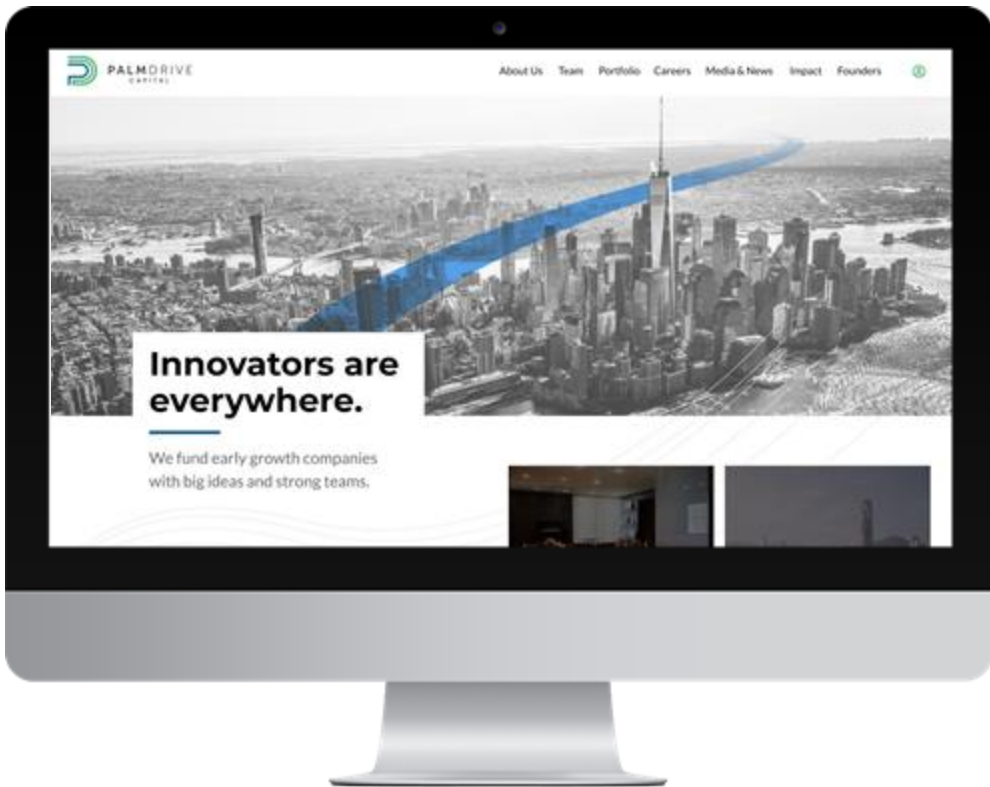 PALMDRIVE
CAPITAL
About Us Team Portfolio Careers Media & News Impact Founders
Innovators are
everywhere.
We fund early growth companies
with big ideas and strong teams.